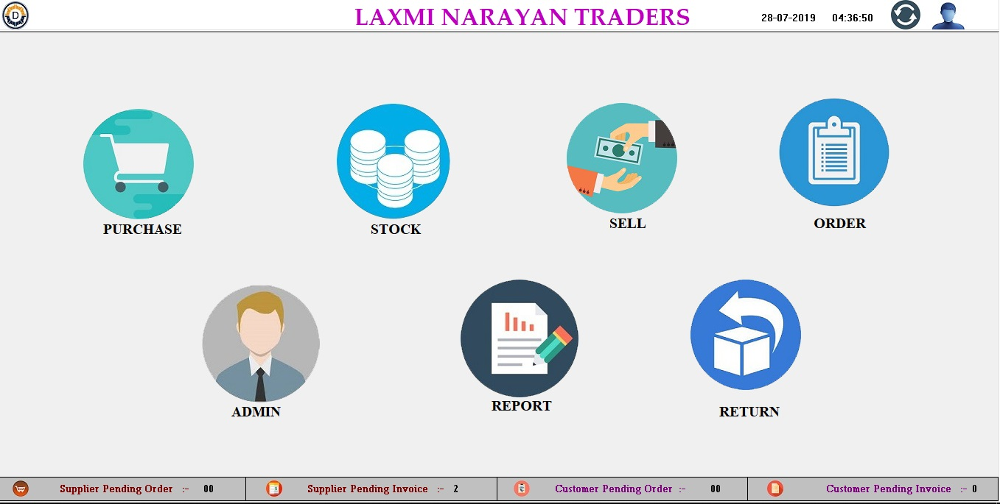 D
LAXMI NARAYAN TRADERS
28-07-2019 04:36:50
PURCHASE
STOCK
SELL
ORDER
ADMIN
REPORT
RETURN
Supplier Pending Order :- 00
Supplier Pending Invoice :- 2
Customer Pending Order :- 00
Customer Pending Invoice :- 0